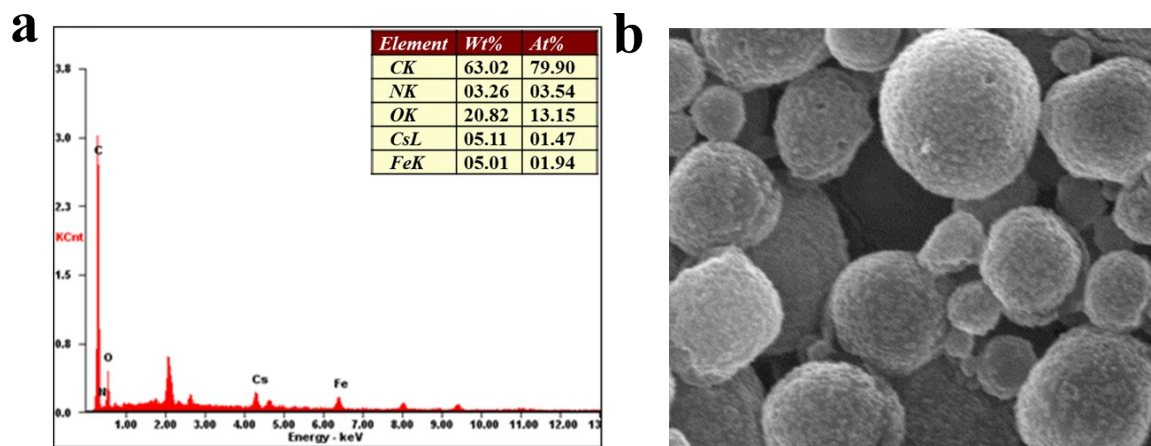 a
b
Element Wt% At%
CK 63.02 79.90
NK 03.26 03.54
OK 20.82 13.15
CsL 05.11 01.47
FeK 05.01 01.94
3.8
3.0
C
2.3
KCnt
1.5
0.8
O
N
Cs
Fe
0.0
1.00 2.00 3.00 4.00 5.00 6.00 7.00 8.00 9.00 10.00 11.00 12.00 13
Energy - keV